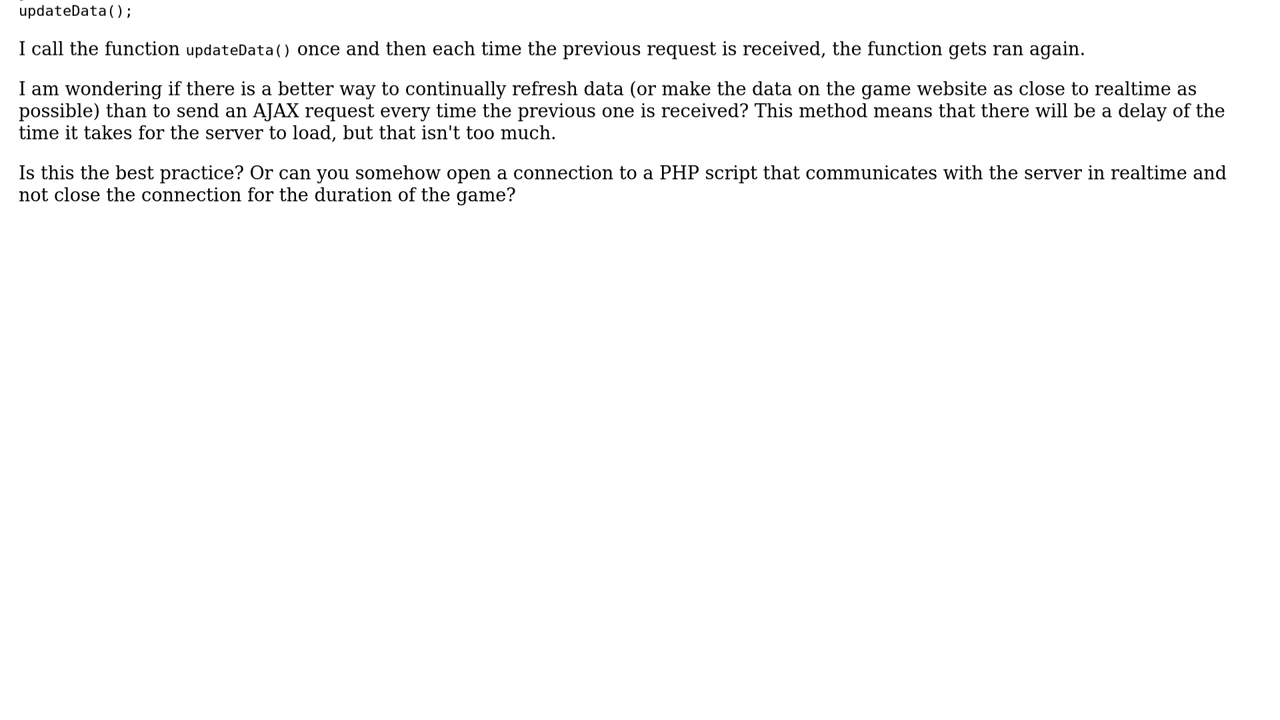 updateData();
I call the function updateData() once and then each time the previous request is received, the function gets ran again.
I am wondering if there is a better way to continually refresh data (or make the data on the game website as close to realtime as
possible) than to send an AJAX request every time the previous one is received? This method means that there will be a delay of the
time it takes for the server to load, but that isn't too much.
Is this the best practice? Or can you somehow open a connection to a PHP script that communicates with the server in realtime and
not close the connection for the duration of the game?